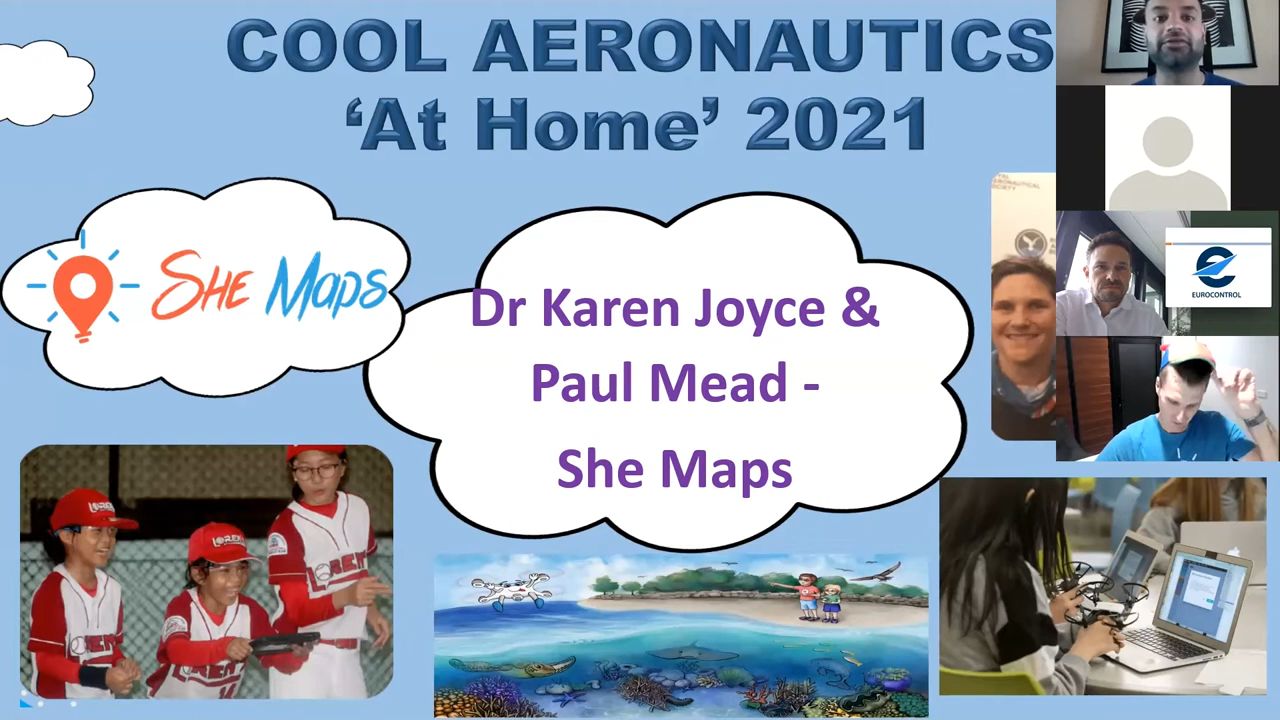 COOL AERONAUTICS
‘At Home’ 2021
SHE MAPS
Dr Karen Joyce &
Paul Mead -
She Maps
EUROCONTROL